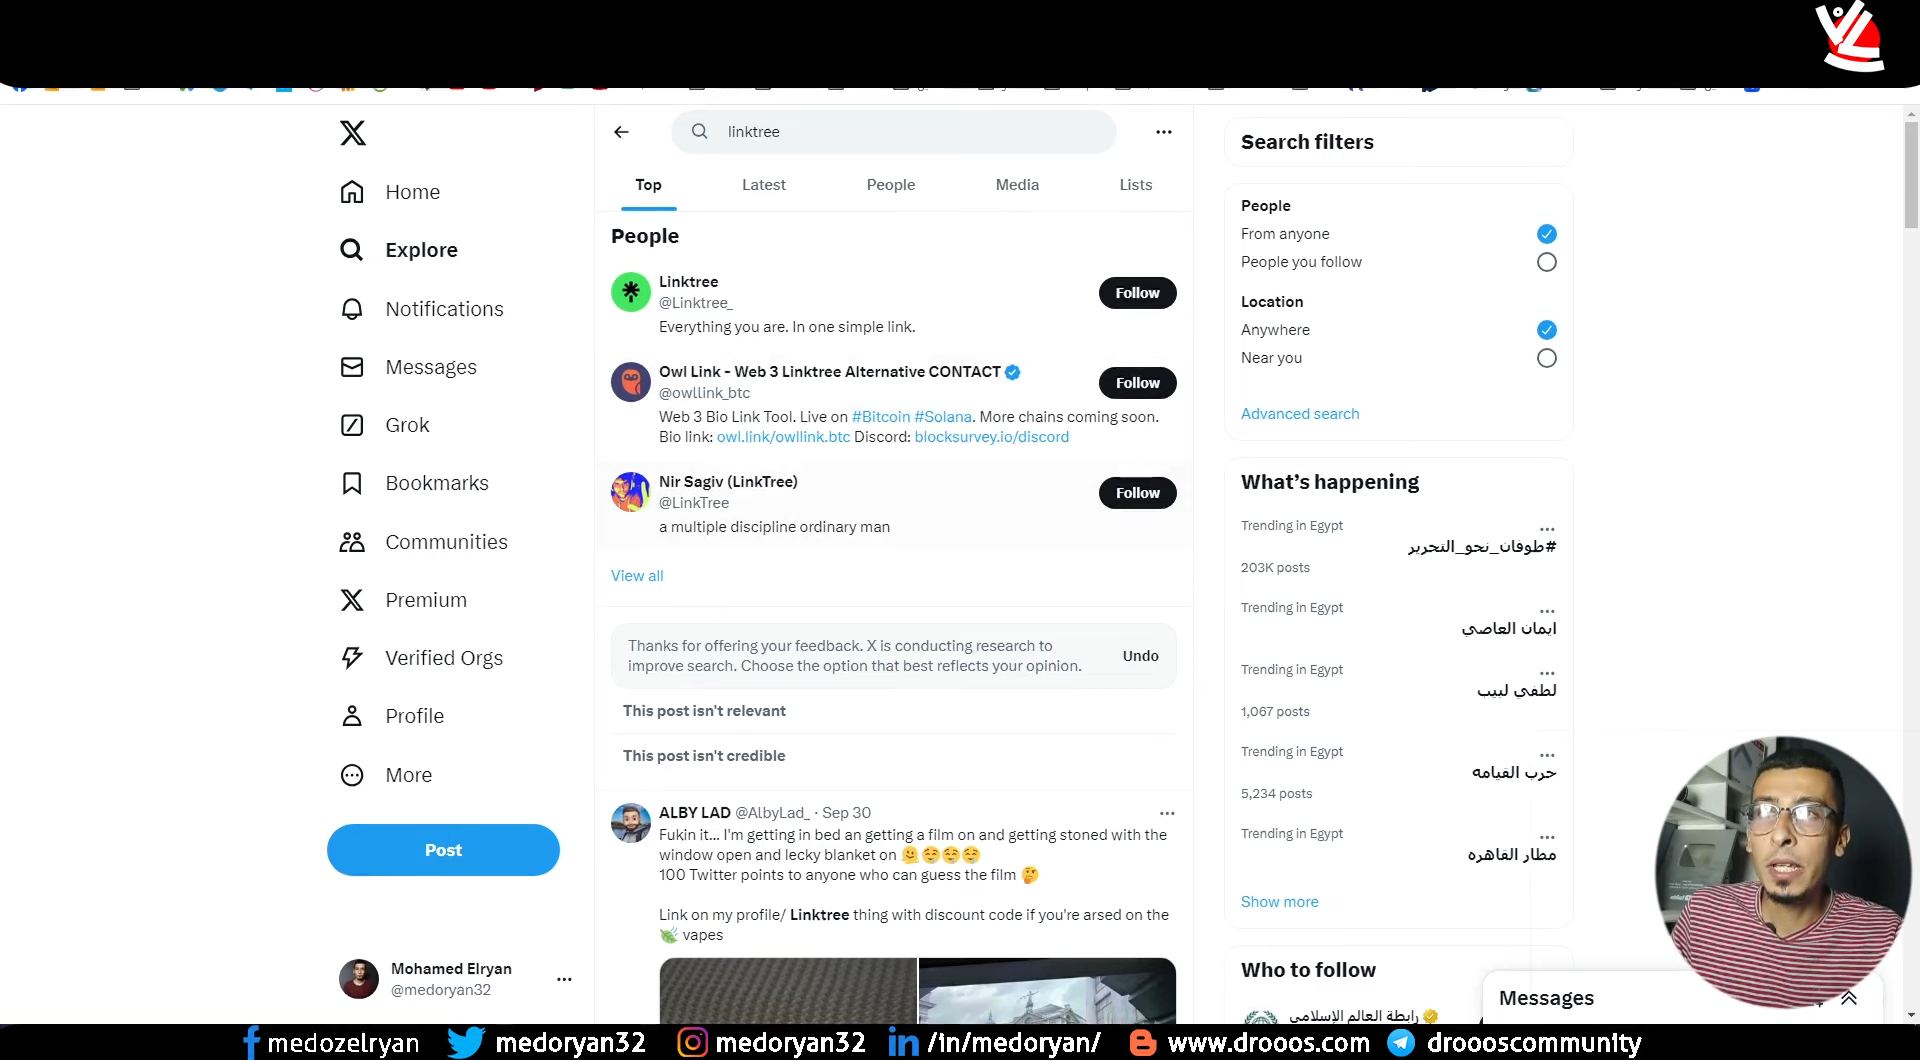 linktree
Home
Explore
Notifications
Messages
Grok
Bookmarks
Communities
Premium
Verified Orgs
Profile
More
Post
Mohamed Elryan
@medoryan32
Top Latest People Media Lists
People
Linktree
@Linktree_
Everything you are. In one simple link.
Follow
Owl Link - Web 3 Linktree Alternative CONTACT
@owllink_btc
Web 3 Bio Link Tool. Live on #Bitcoin #Solana. More chains coming soon.
Bio link: owl.link/owllink.btc Discord: blocksurvey.io/discord
Follow
Nir Sagiv (LinkTree)
@LinkTree
a multiple discipline ordinary man
Follow
View all
Thanks for offering your feedback. X is conducting research to
improve search. Choose the option that best reflects your opinion.
Undo
This post isn't relevant
This post isn't credible
ALBY LAD @AlbyLad_ · Sep 30
Fukin it... I'm getting in bed an getting a film on and getting stoned with the
window open and lecky blanket on 🤗😌😌😌
100 Twitter points to anyone who can guess the film 🤔
Link on my profile/ Linktree thing with discount code if you're arsed on the
🍃 vapes
Search filters
People
From anyone
People you follow
Location
Anywhere
Near you
Advanced search
What's happening
Trending in Egypt
#طوفان_نحو_التحرير
203K posts
Trending in Egypt
ايمان العاصي
Trending in Egypt
لطفي لبيب
1,067 posts
Trending in Egypt
حرب القيامه
5,234 posts
Trending in Egypt
مطار القاهره
Show more
Who to follow
رابطة العالم الإسلامي
Messages
medozelryan medoryan32 medoryan32 /in/medoryan/ www.drooos.com droooscommunity